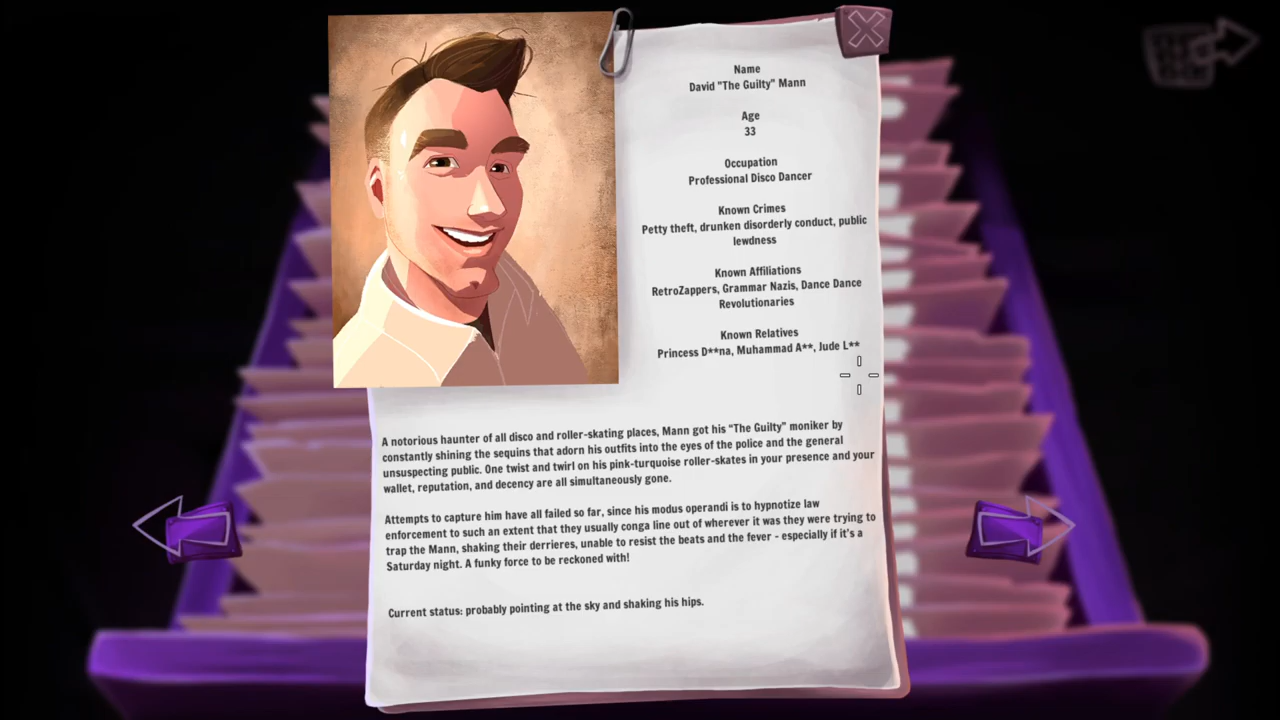 Name
David "The Guilty" Mann
Age
33
Occupation
Professional Disco Dancer
Known Crimes
Petty theft, drunken disorderly conduct, public
lewdness
Known Affiliations
RetroZappers, Grammar Nazis, Dance Dance
Revolutionaries
Known Relatives
Princess D**na, Muhammad A**, Jude L**
A notorious haunter of all disco and roller-skating places, Mann got his “The Guilty” moniker by
constantly shining the sequins that adorn his outfits into the eyes of the police and the general
unsuspecting public. One twist and twirl on his pink-turquoise roller-skates in your presence and your
wallet, reputation, and decency are all simultaneously gone.
Attempts to capture him have all failed so far, since his modus operandi is to hypnotize law
enforcement to such an extent that they usually conga line out of wherever it was they were trying to
trap the Mann, shaking their derrieres, unable to resist the beats and the fever - especially if it's a
Saturday night. A funky force to be reckoned with!
Current status: probably pointing at the sky and shaking his hips.